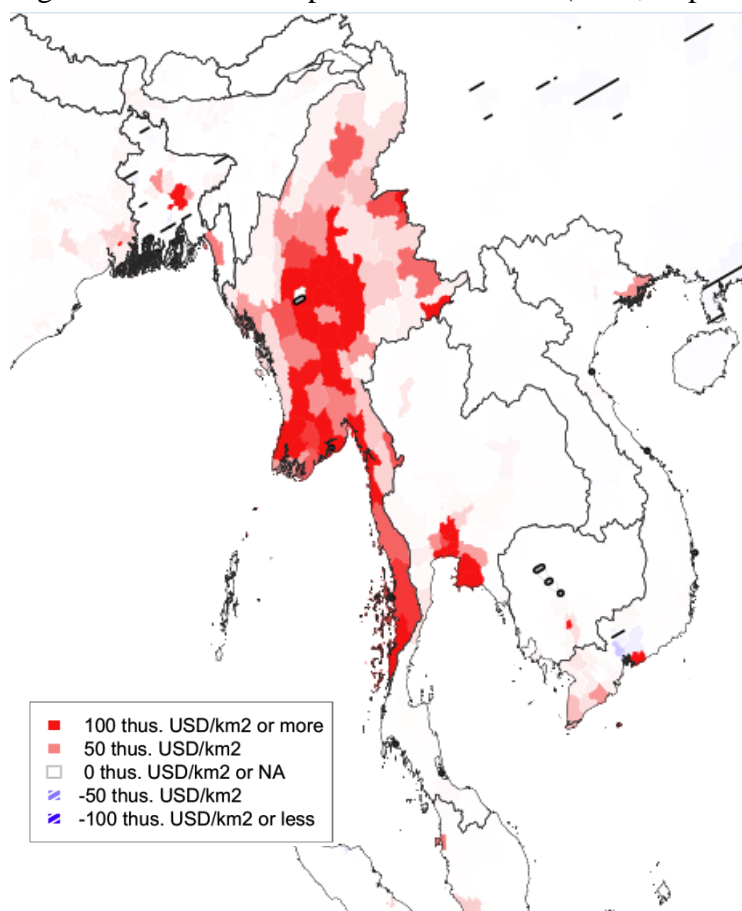 100 thus. USD/km2 or more
50 thus. USD/km2
0 thus. USD/km2 or NA
-50 thus. USD/km2
-100 thus. USD/km2 or less